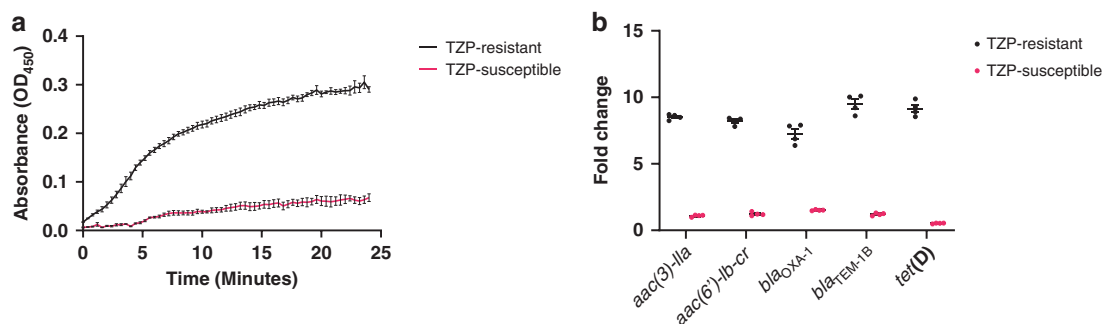 a
0.4
0.3
0.2
0.1
0.0
Absorbance (OD450)
0
5
10
15
20
25
Time (Minutes)
TZP-resistant
TZP-susceptible
b
15
10
5
0
Fold change
aac(3)-IIa
aac(6')-Ib-cr
blaOXA-1
blaTEM-1B
tet(D)
TZP-resistant
TZP-susceptible